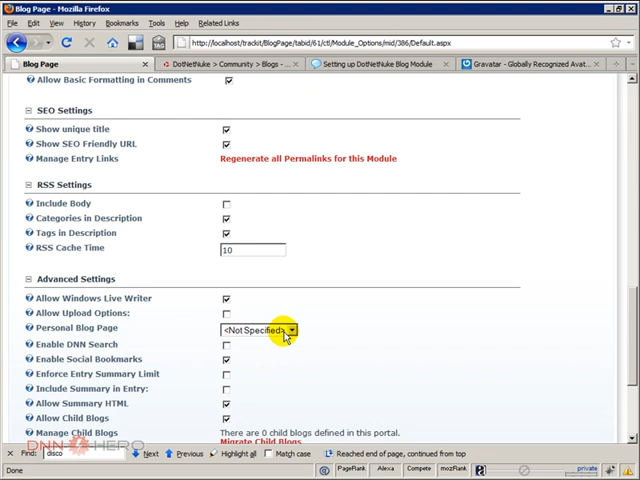 Blog Page - Mozilla Firefox
File Edit View History Bookmarks Tools Help Related Links
http://localhost/trackit/BlogPage/tabid/61/ctl/Module_Options/mid/386/Default.aspx
Blog Page DotNetNuke > Community > Blogs - ... Setting up DotNetNuke Blog Module Gravatar - Globally Recognized Avat...
Allow Basic Formatting in Comments
SEO Settings
Show unique title
Show SEO Friendly URL
Manage Entry Links Regenerate all Permalinks for this Module
RSS Settings
Include Body
Categories in Description
Tags in Description
RSS Cache Time 10
Advanced Settings
Allow Windows Live Writer
Allow Upload Options:
Personal Blog Page <Not Specified>
Enable DNN Search
Enable Social Bookmarks
Enforce Entry Summary Limit
Include Summary in Entry:
Allow Summary HTML
Allow Child Blogs
Manage Child Blogs There are 0 child blogs defined in this portal.
Migrate Child Blogs
DNN HERO
Find: disco Next Previous Highlight all Match case Reached end of page, continued from top
Done PageRank Alexa Compete mozRank private